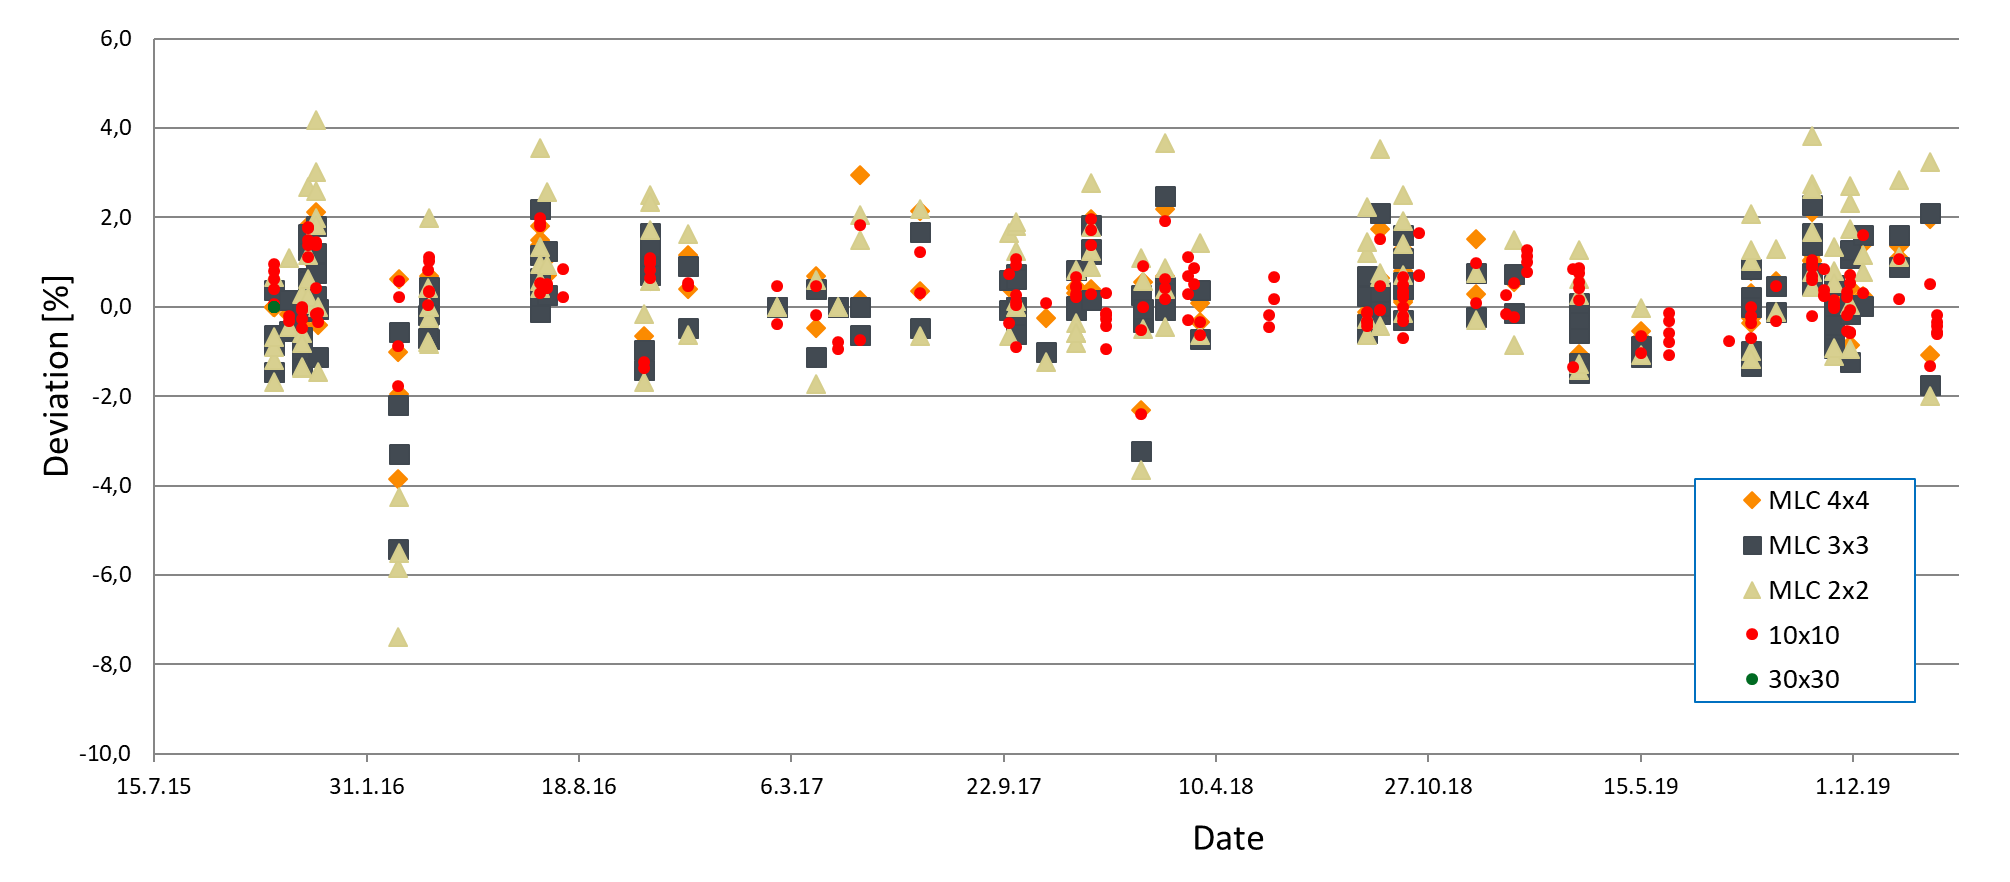 6,0
4,0
2,0
0,0
-2,0
-4,0
-6,0
-8,0
-10,0
Deviation [%]
15.7.15 31.1.16 18.8.16 6.3.17 22.9.17 10.4.18 27.10.18 15.5.19 1.12.19
Date
MLC 4x4
MLC 3x3
MLC 2x2
10x10
30x30